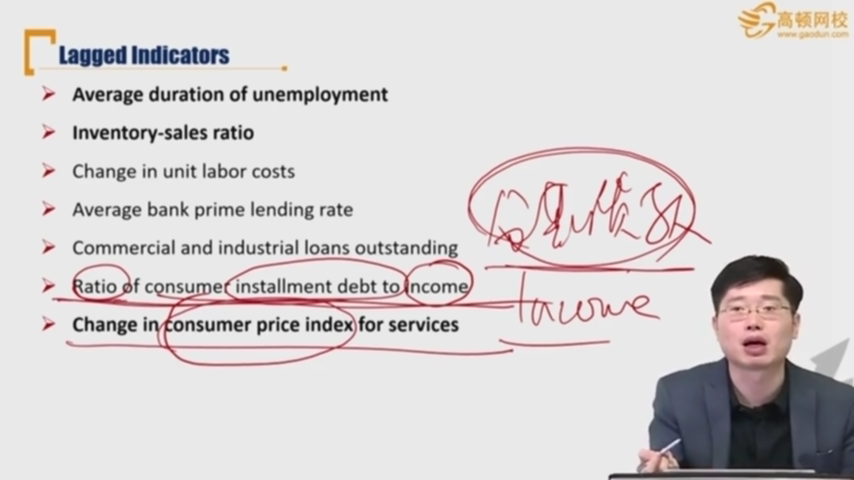 高顿网校
www.gaodun.com
Lagged Indicators
Average duration of unemployment
Inventory-sales ratio
Change in unit labor costs
Average bank prime lending rate
Commercial and industrial loans outstanding
Ratio of consumer installment debt to income
Change in consumer price index for services
Income